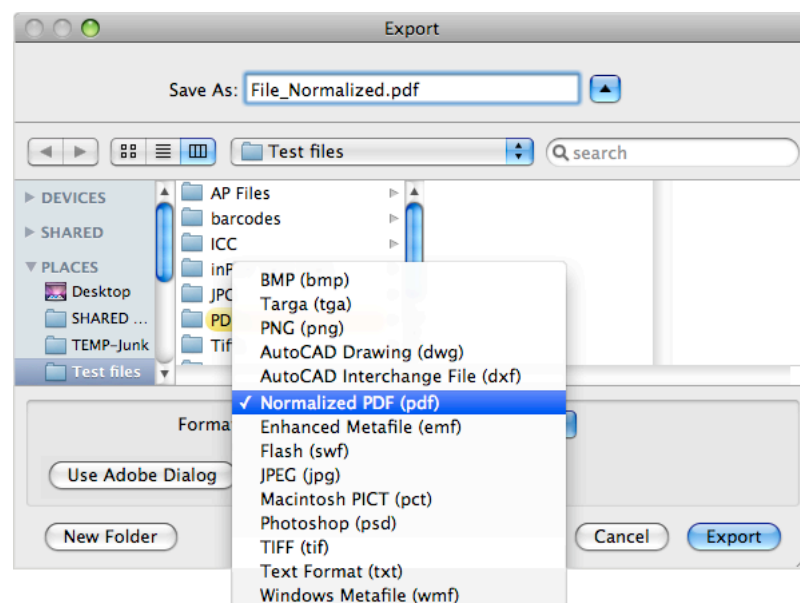 Export
Save As: File_Normalized.pdf
Test files
search
DEVICES
SHARED
PLACES
Desktop
SHARED ...
TEMP-Junk
Test files
AP Files
barcodes
ICC
inP
JPC
PD
Tif
Forma
Use Adobe Dialog
BMP (bmp)
Targa (tga)
PNG (png)
AutoCAD Drawing (dwg)
AutoCAD Interchange File (dxf)
✓ Normalized PDF (pdf)
Enhanced Metafile (emf)
Flash (swf)
JPEG (jpg)
Macintosh PICT (pct)
Photoshop (psd)
TIFF (tif)
Text Format (txt)
Windows Metafile (wmf)
New Folder
Cancel
Export